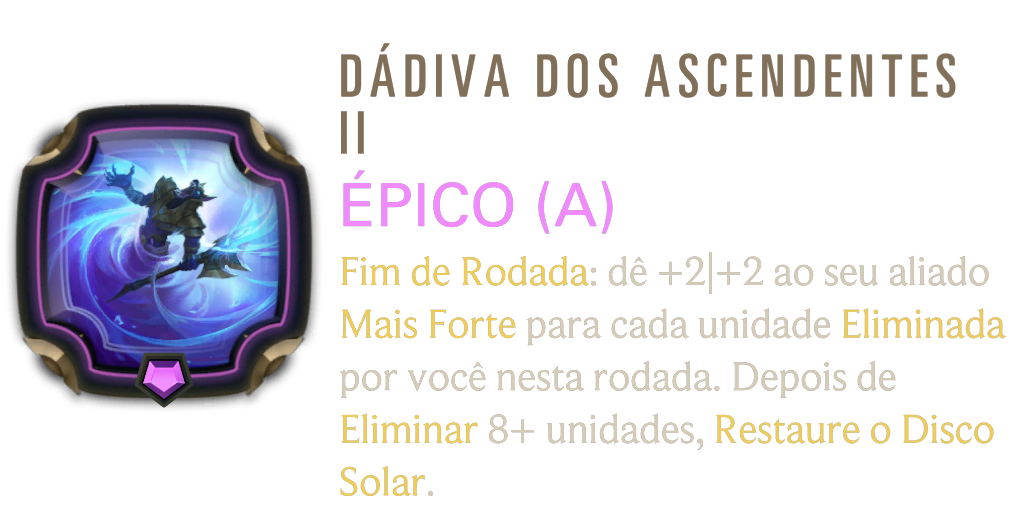 DÁDIVA DOS ASCENDENTES
II
ÉPICO (A)
Fim de Rodada: dê +2|+2 ao seu aliado
Mais Forte para cada unidade Eliminada
por você nesta rodada. Depois de
Eliminar 8+ unidades, Restaure o Disco
Solar.